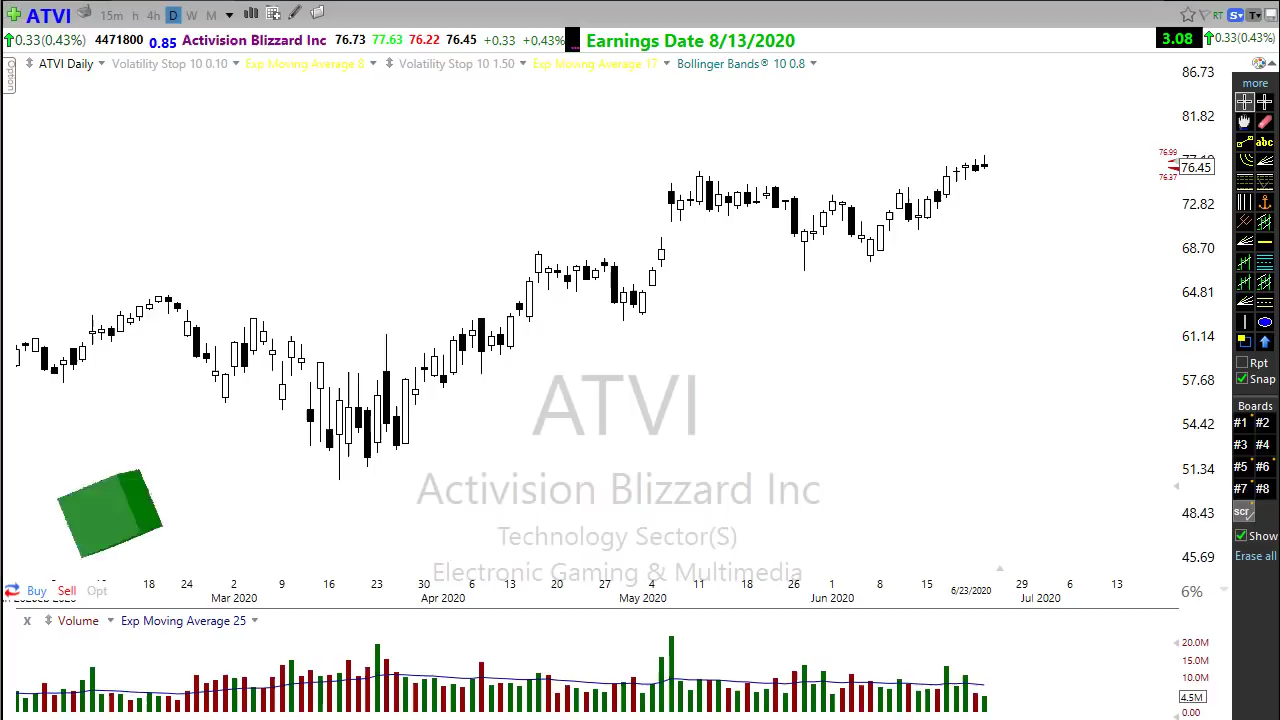 ATVI 15m h 4h D W M RT S T
0.33(0.43%) 4471800 0.85 Activision Blizzard Inc 76.73 77.63 76.22 76.45 +0.33 +0.43% Earnings Date 8/13/2020 3.08 0.33(0.43%)
Option
ATVI Daily Volatility Stop 10 0.10 Exp Moving Average 8 Volatility Stop 10 1.50 Exp Moving Average 17 Bollinger Bands® 10 0.8
86.73
more
81.82
abc
76.99
76.45
76.37
72.82
68.70
64.81
61.14
Rpt
57.68
Snap
ATVI
Boards
54.42
#1 #2
#3 #4
51.34
#5 #6
Activision Blizzard Inc
#7 #8
48.43
scr
Technology Sector(S)
Show
45.69
Erase all
Electronic Gaming & Multimedia
18 24 2 9 16 23 30 6 13 20 27 4 11 18 26 1 8 15 29 6 13
Buy Sell Opt
6/23/2020
6%
Mar 2020 Apr 2020 May 2020 Jun 2020 Jul 2020
x Volume Exp Moving Average 25
20.0M
15.0M
10.0M
4.5M
0.00